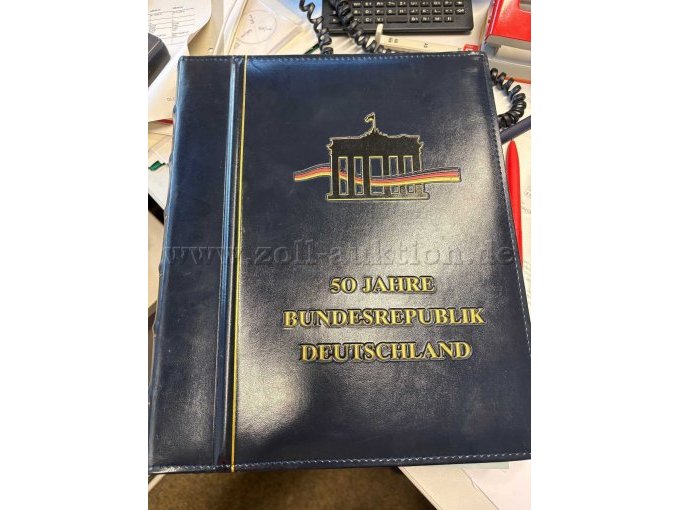 www.zoll-auktion.de
50 JAHRE
BUNDESREPUBLIK
DEUTSCHLAND